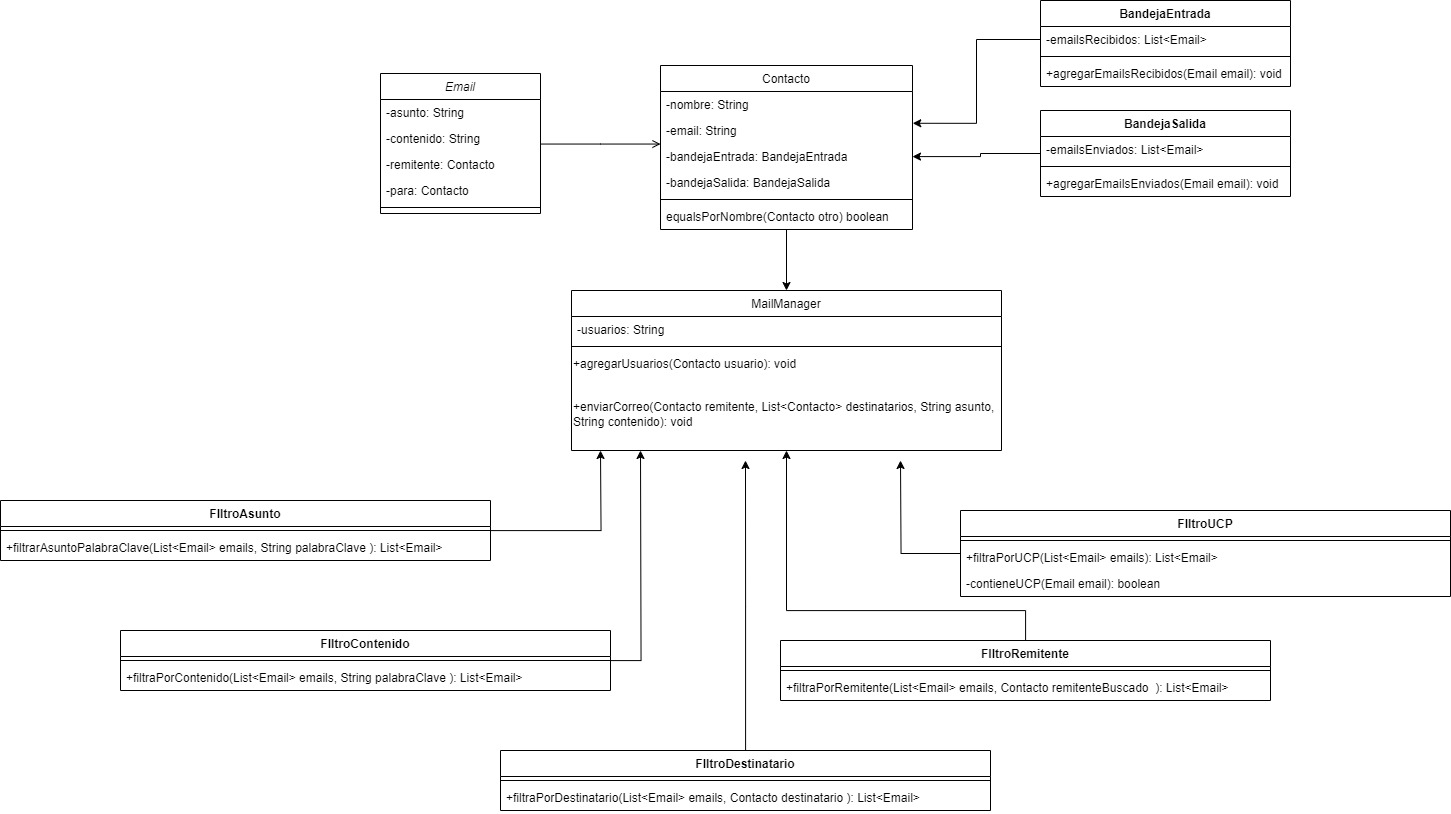 BandejaEntrada
-emailsRecibidos: List<Email>
+agregarEmailsRecibidos(Email email): void
Email
-asunto: String
-contenido: String
-remitente: Contacto
-para: Contacto
Contacto
-nombre: String
-email: String
-bandejaEntrada: BandejaEntrada
-bandejaSalida: BandejaSalida
equalsPorNombre(Contacto otro) boolean
BandejaSalida
-emailsEnviados: List<Email>
+agregarEmailsEnviados(Email email): void
MailManager
-usuarios: String
+agregarUsuarios(Contacto usuario): void
+enviarCorreo(Contacto remitente, List<Contacto> destinatarios, String asunto,
String contenido): void
FIltroAsunto
+filtrarAsuntoPalabraClave(List<Email> emails, String palabraClave ): List<Email>
FIltroUCP
+filtraPorUCP(List<Email> emails): List<Email>
-contieneUCP(Email email): boolean
FIltroContenido
+filtraPorContenido(List<Email> emails, String palabraClave ): List<Email>
FIltroRemitente
+filtraPorRemitente(List<Email> emails, Contacto remitenteBuscado  ): List<Email>
FIltroDestinatario
+filtraPorDestinatario(List<Email> emails, Contacto destinatario ): List<Email>